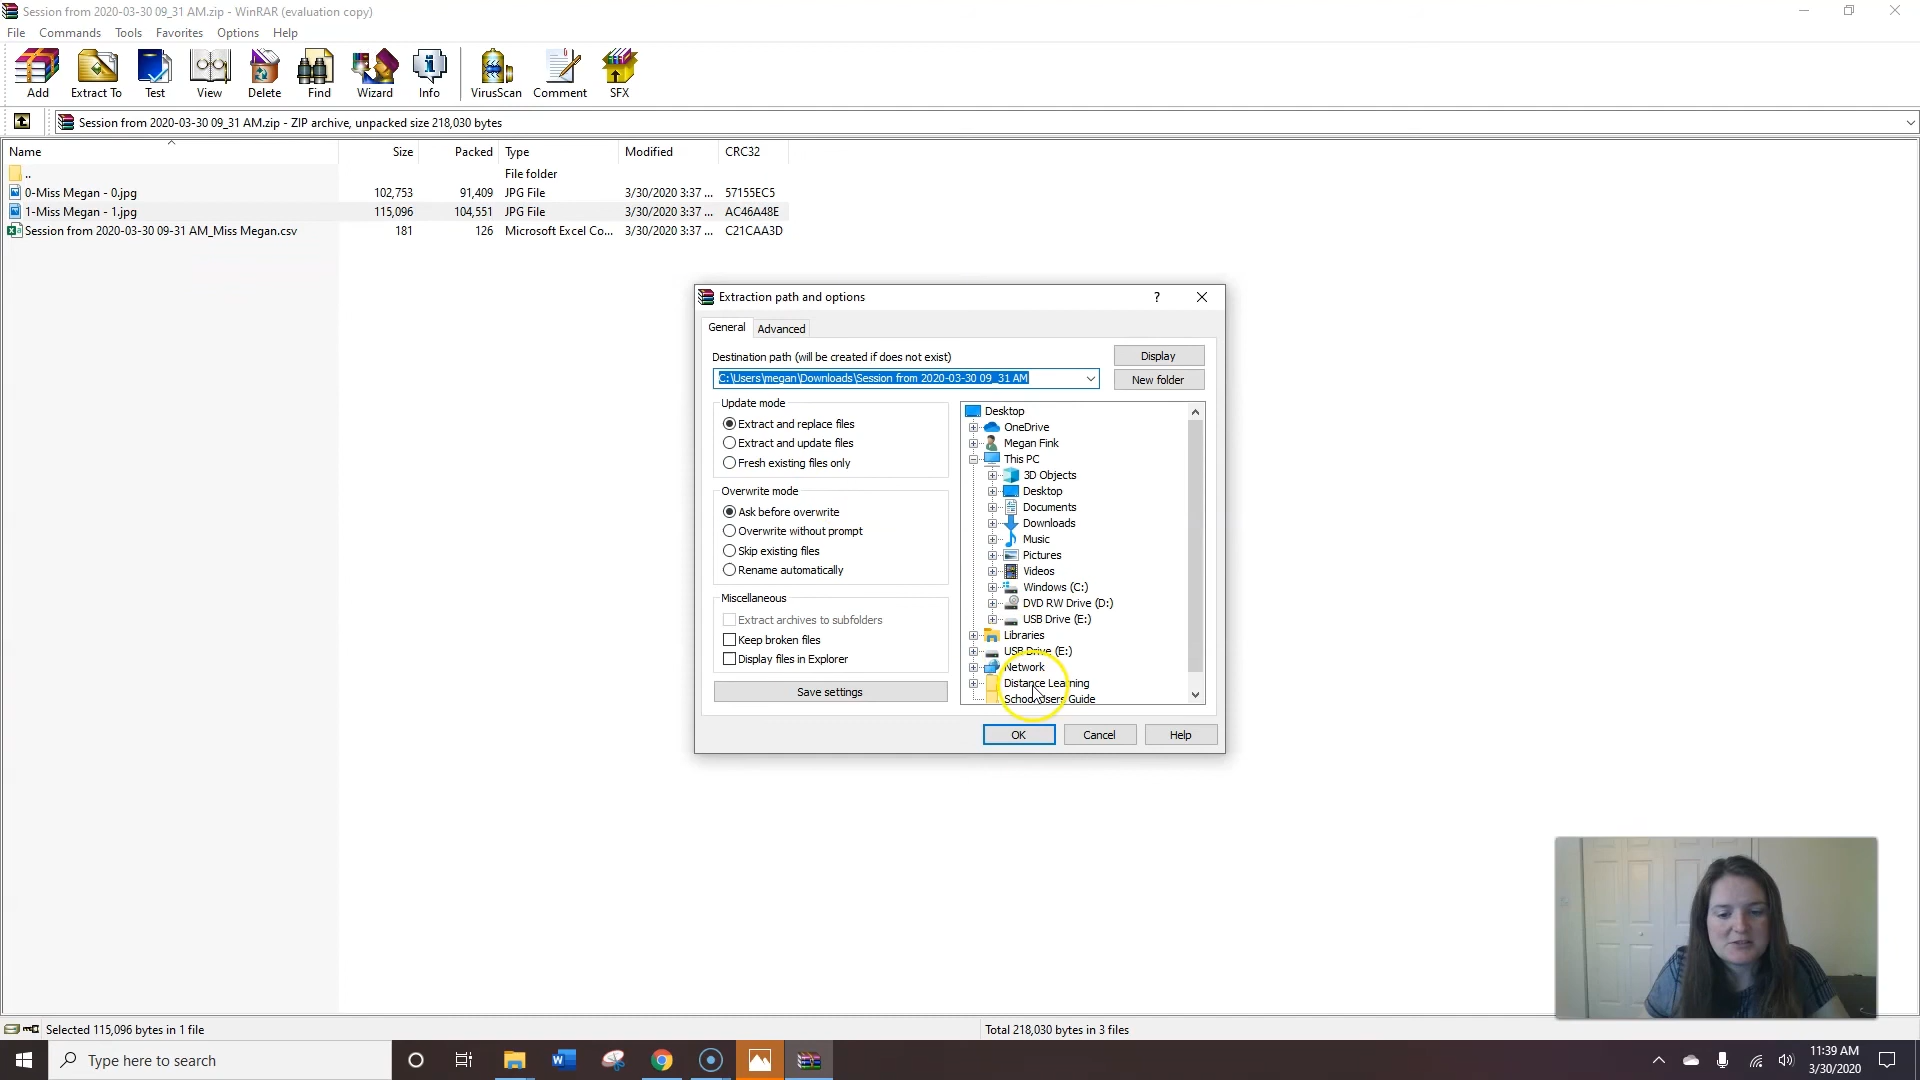 Session from 2020-03-30 09_31 AM.zip - WinRAR (evaluation copy)
File Commands Tools Favorites Options Help
Add Extract To Test View Delete Find Wizard Info VirusScan Comment SFX
Session from 2020-03-30 09_31 AM.zip - ZIP archive, unpacked size 218,030 bytes
Name Size Packed Type Modified CRC32
.. File folder
0-Miss Megan - 0.jpg 102,753 91,409 JPG File 3/30/2020 3:37 ... 57155EC5
1-Miss Megan - 1.jpg 115,096 104,551 JPG File 3/30/2020 3:37 ... AC46A48E
Session from 2020-03-30 09-31 AM_Miss Megan.csv 181 126 Microsoft Excel Co... 3/30/2020 3:37 ... C21CAA3D
Extraction path and options ?
General Advanced
Destination path (will be created if does not exist)
Display
C:\Users\megan\Downloads\Session from 2020-03-30 09_31 AM
New folder
Update mode
Extract and replace files
Extract and update files
Fresh existing files only
Overwrite mode
Ask before overwrite
Overwrite without prompt
Skip existing files
Rename automatically
Miscellaneous
Extract archives to subfolders
Keep broken files
Display files in Explorer
Save settings
Desktop
OneDrive
Megan Fink
This PC
3D Objects
Desktop
Documents
Downloads
Music
Pictures
Videos
Windows (C:)
DVD RW Drive (D:)
USB Drive (E:)
Libraries
USB Drive (E:)
Network
Distance Learning
Guide
OK Cancel Help
Selected 115,096 bytes in 1 file
Total 218,030 bytes in 3 files
Type here to search
11:39 AM
3/30/2020